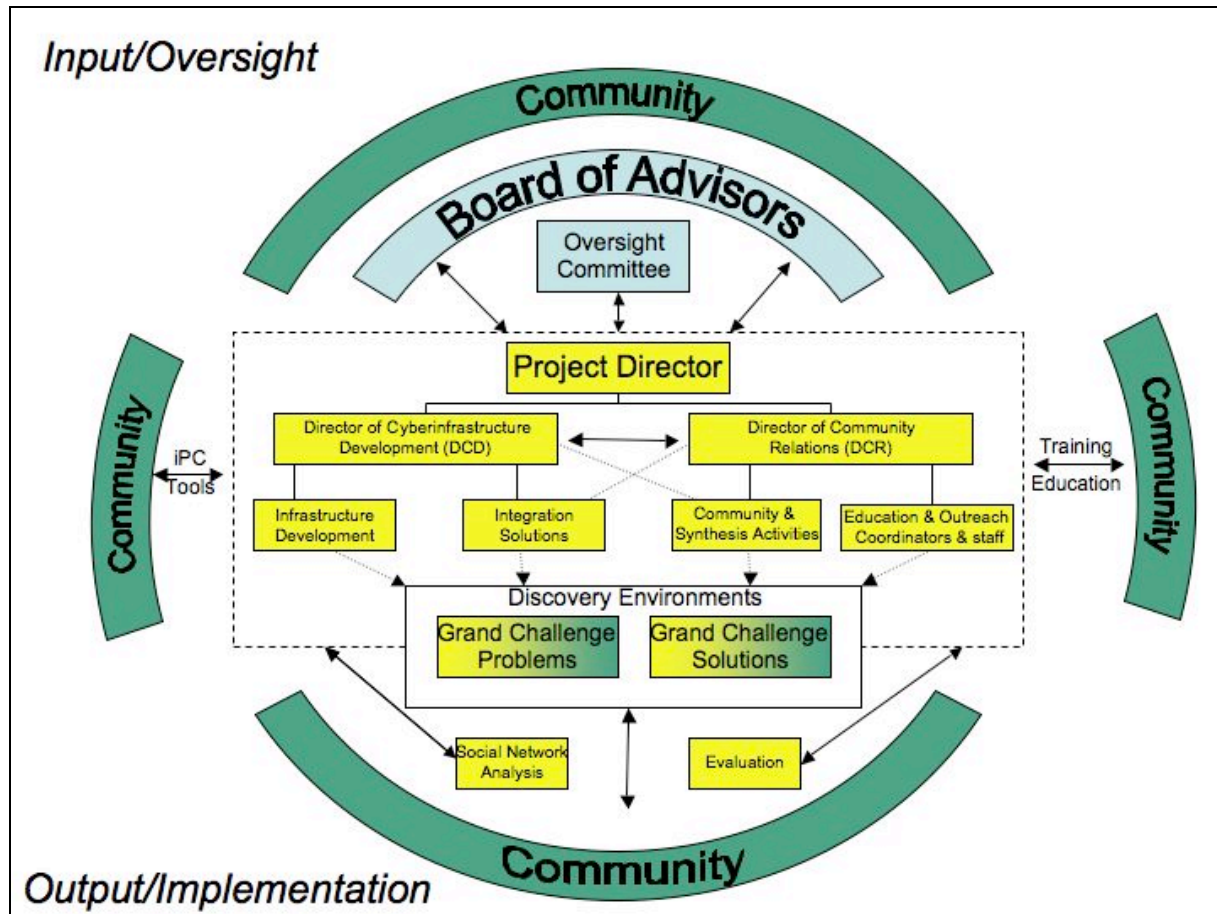 Input/Oversight
Community
Board of Advisors
Oversight
Committee
Project Director
Director of Cyberinfrastructure
Development (DCD)
Director of Community
Relations (DCR)
Community
iPC
Tools
Training
Education
Community
Infrastructure
Development
Integration
Solutions
Community &
Synthesis Activities
Education & Outreach
Coordinators & staff
Discovery Environments
Grand Challenge
Problems
Grand Challenge
Solutions
Social Network
Analysis
Evaluation
Community
Output/Implementation